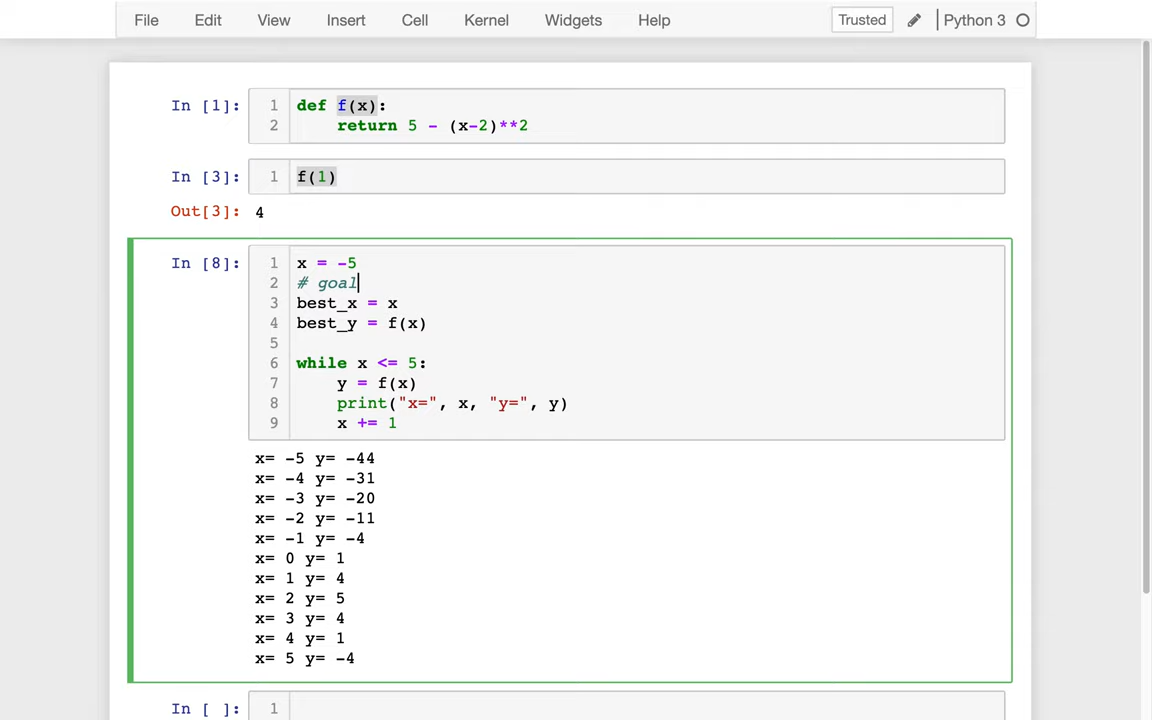 File Edit View Insert Cell Kernel Widgets Help Trusted Python 3
In [1]: 1 def f(x):
2 return 5 - (x-2)**2
In [3]: 1 f(1)
Out[3]: 4
In [8]: 1 x = -5
2 # goal
3 best_x = x
4 best_y = f(x)
5
6 while x <= 5:
7 y = f(x)
8 print("x=", x, "y=", y)
9 x += 1
x= -5 y= -44
x= -4 y= -31
x= -3 y= -20
x= -2 y= -11
x= -1 y= -4
x= 0 y= 1
x= 1 y= 4
x= 2 y= 5
x= 3 y= 4
x= 4 y= 1
x= 5 y= -4
In [ ]: 1